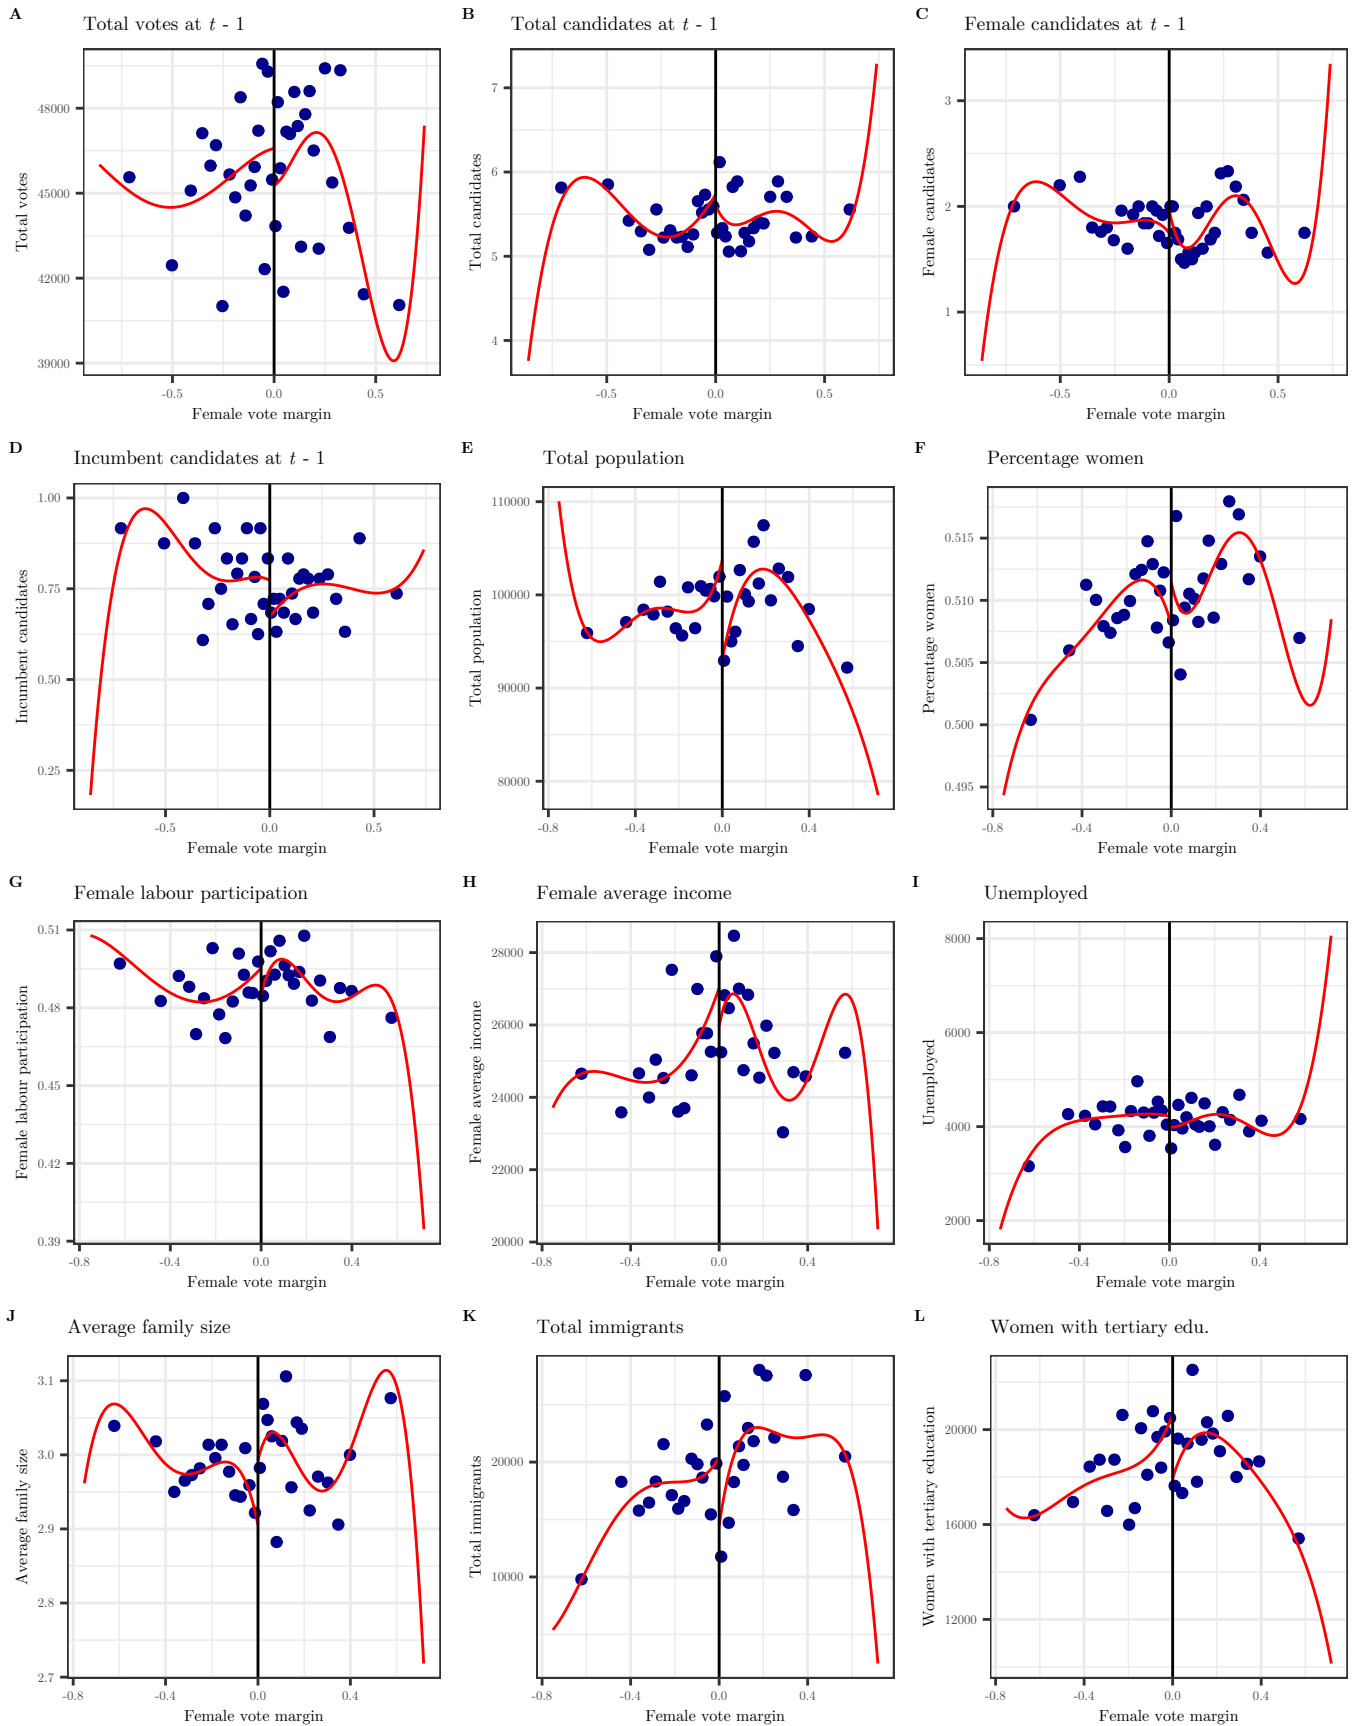 A
Total votes at t - 1
Total votes
48000
45000
42000
39000
-0.5
0.0
0.5
Female vote margin
B
Total candidates at t - 1
Total candidates
7
6
5
4
-0.5
0.0
0.5
Female vote margin
C
Female candidates at t - 1
Female candidates
3
2
1
-0.5
0.0
0.5
Female vote margin
D
Incumbent candidates at t - 1
Incumbent candidates
1.00
0.75
0.50
0.25
-0.5
0.0
0.5
Female vote margin
E
Total population
Total population
110000
100000
90000
80000
-0.8
-0.4
0.0
0.4
Female vote margin
F
Percentage women
Percentage women
0.515
0.510
0.505
0.500
0.495
-0.8
-0.4
0.0
0.4
Female vote margin
G
Female labour participation
Female labour participation
0.51
0.48
0.45
0.42
0.39
-0.8
-0.4
0.0
0.4
Female vote margin
H
Female average income
Female average income
28000
26000
24000
22000
20000
-0.8
-0.4
0.0
0.4
Female vote margin
I
Unemployed
Unemployed
8000
6000
4000
2000
-0.8
-0.4
0.0
0.4
Female vote margin
J
Average family size
Average family size
3.1
3.0
2.9
2.8
2.7
-0.8
-0.4
0.0
0.4
Female vote margin
K
Total immigrants
Total immigrants
20000
10000
-0.8
-0.4
0.0
0.4
Female vote margin
L
Women with tertiary edu.
Women with tertiary education
20000
16000
12000
-0.8
-0.4
0.0
0.4
Female vote margin